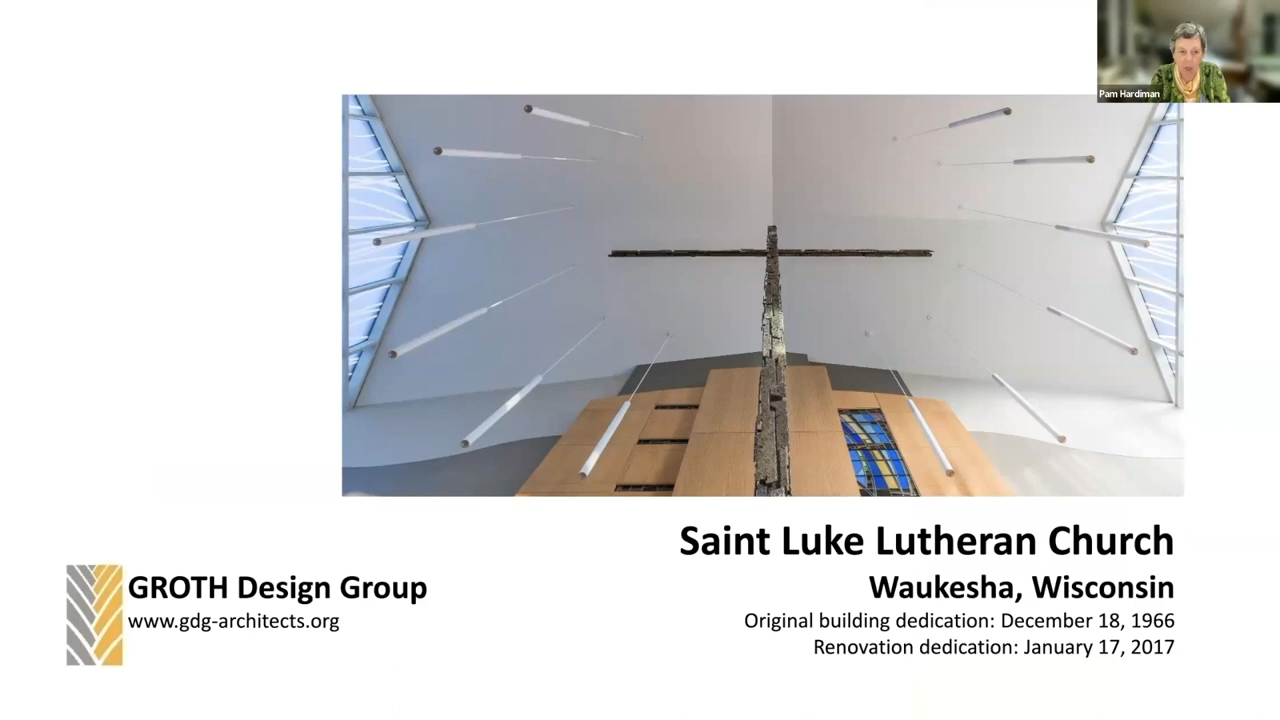 Pam Hardiman
Saint Luke Lutheran Church
Waukesha, Wisconsin
Original building dedication: December 18, 1966
Renovation dedication: January 17, 2017
GROTH Design Group
www.gdg-architects.org